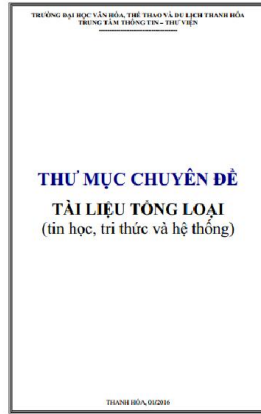 TRƯỜNG ĐẠI HỌC VĂN HÓA, THỂ THAO VÀ DU LỊCH THANH HÓA
TRUNG TÂM THÔNG TIN – THƯ VIỆN
THƯ MỤC CHUYÊN ĐỀ
TÀI LIỆU TỔNG LOẠI
(tin học, tri thức và hệ thống)
THANH HÓA, 01/2016